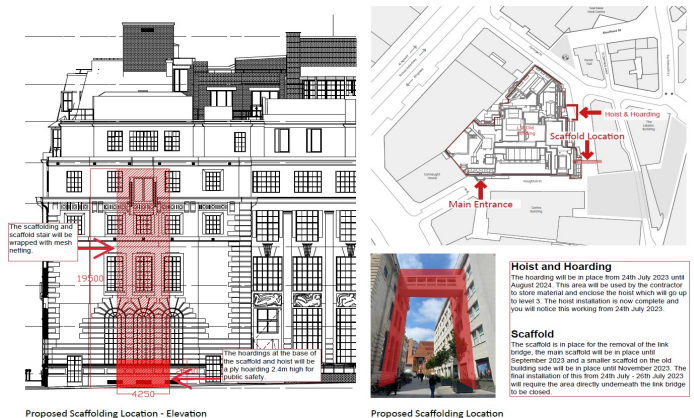 The scaffolding and
scaffold stair will be
wrapped with mesh
netting.
19500
The hoardings at the base of
the scaffold and hoist will be
a ply hoarding 2.4m high for
public safety.
4250
Proposed Scaffolding Location - Elevation
Hoist & Hoarding
Scaffold Location
Main Entrance
Proposed Scaffolding Location
Hoist and Hoarding
The hoarding will be in place from 24th July 2023 until
August 2024. This area will be used by the contractor
to store material and enclose the hoist which will go up
to level 3. The hoist installation is now complete and
you will notice this working from 24th July 2023.
Scaffold
The scaffold is in place for the removal of the link
bridge, the main scaffold will be in place until
September 2023 and a smaller scaffold on the old
building side will be in place until November 2023. The
final installation of this from 24th July - 26th July 2023
will require the area directly underneath the link bridge
to be closed.